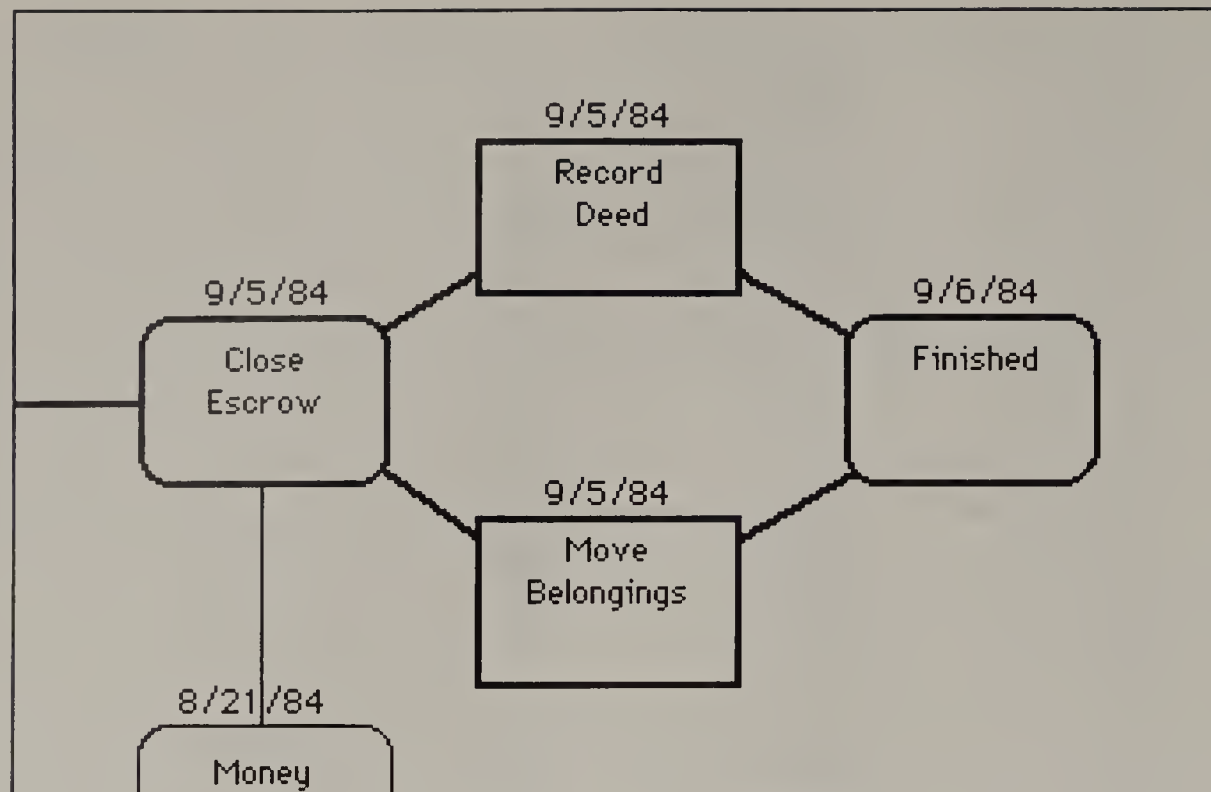 9/5/84
Record
Deed
9/5/84
Close
Escrow
9/6/84
Finished
9/5/84
Move
Belongings
8/21/84
Money